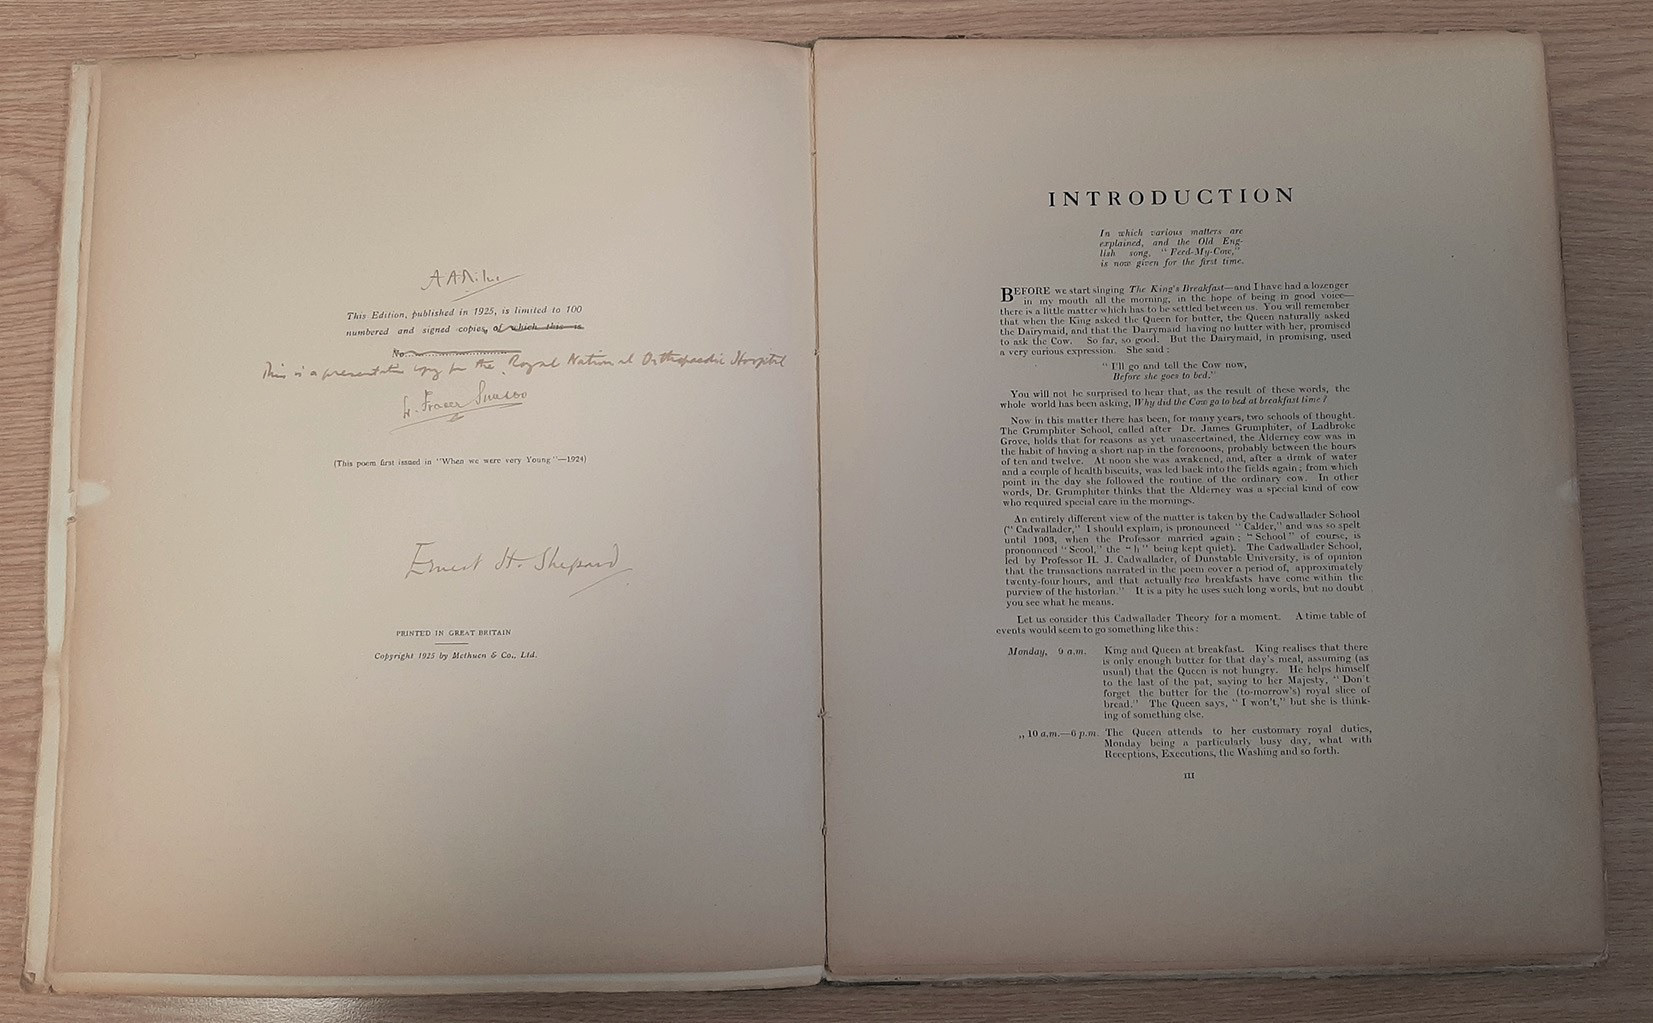 A A Milne
This Edition, published in 1925, is limited to 100
numbered and signed copies, of which this is
No.
This is a presentation copy for the Royal National Orthopaedic Hospital
H. Fraser Simson
(This poem first issued in "When we were very Young"—1924)
Ernest H. Shepard
PRINTED IN GREAT BRITAIN
Copyright 1925 by Methuen & Co., Ltd.
INTRODUCTION
In which various matters are
explained, and the Old Eng-
lish song, "Feed-My-Cow,"
is now given for the first time.
BEFORE we start singing The King's Breakfast—and I have had a lozenger
in my mouth all the morning, in the hope of being in good voice—
there is a little matter which has to be settled between us. You will remember
that when the King asked the Queen for butter, the Queen naturally asked
the Dairymaid, and that the Dairymaid having no butter with her, promised
to ask the Cow. So far, so good. But the Dairymaid, in promising, used
a very curious expression. She said :
"I'll go and tell the Cow now,
Before she goes to bed."
You will not be surprised to hear that, as the result of these words, the
whole world has been asking, Why did the Cow go to bed at breakfast time ?
Now in this matter there has been, for many years, two schools of thought.
The Grumphiter School, called after Dr. James Grumphiter, of Ladbroke
Grove, holds that for reasons as yet unascertained, the Alderney cow was in
the habit of having a short nap in the forenoons, probably between the hours
of ten and twelve. At noon she was awakened, and, after a drink of water
and a couple of health biscuits, was led back into the fields again ; from which
point in the day she followed the routine of the ordinary cow. In other
words, Dr. Grumphiter thinks that the Alderney was a special kind of cow
who required special care in the mornings.
An entirely different view of the matter is taken by the Cadwallader School
("Cadwallader," I should explain, is pronounced "Calder," and was so spelt
until 1903, when the Professor married again ; "School" of course, is
pronounced "Scool," the "h" being kept quiet). The Cadwallader School,
led by Professor H. J. Cadwallader, of Dunstable University, is of opinion
that the transactions narrated in the poem cover a period of, approximately
twenty-four hours, and that actually two breakfasts have come within the
purview of the historian." It is a pity he uses such long words, but no doubt
you see what he means.
Let us consider this Cadwallader Theory for a moment. A time table of
events would seem to go something like this :
Monday, 9 a.m. King and Queen at breakfast. King realises that there
is only enough butter for that day's meal, assuming (as
usual) that the Queen is not hungry. He helps himself
to the last of the pat, saying to her Majesty, "Don't
forget the butter for the (to-morrow's) royal slice of
bread." The Queen says, "I won't," but she is think-
ing of something else.
,, 10 a.m.—6 p.m. The Queen attends to her customary royal duties,
Monday being a particularly busy day, what with
Receptions, Executions, the Washing and so forth.
III